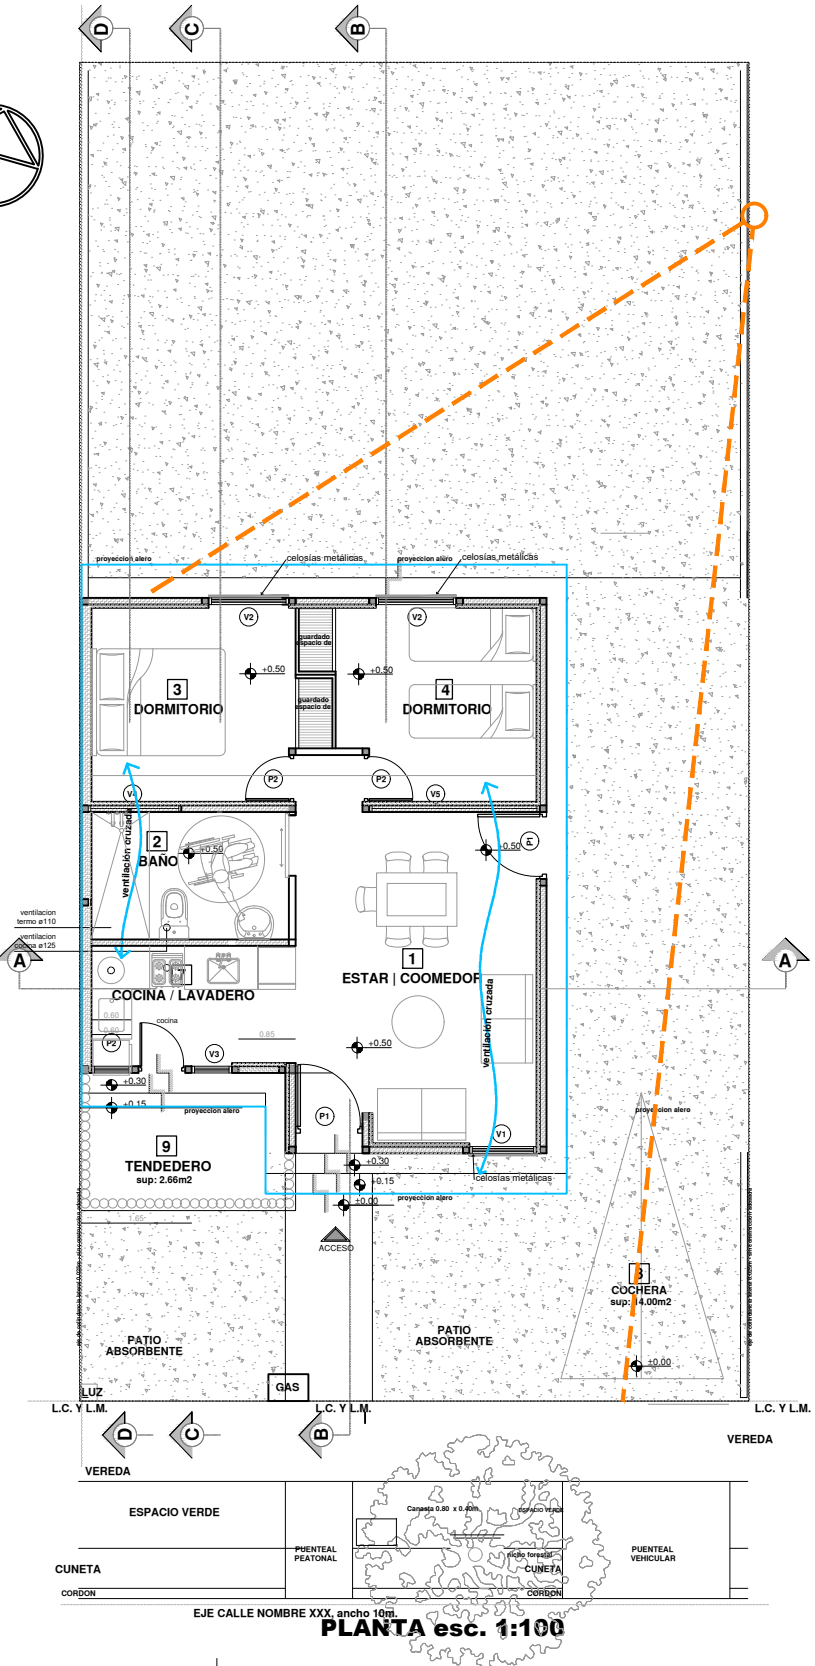 D
C
B
proyeccion alero
celosías metálicas
proyeccion alero
celosías metálicas
V2
V2
guardado
espacio de
+0.50
+0.50
3
DORMITORIO
4
DORMITORIO
guardado
espacio de
P2
P2
V5
ventilación cruzada
2
BAÑO
+0.50
+0.50
P1
ventilacion
termo ø110
ventilacion
cocina ø125
A
A
1
ESTAR | COOMEDOR
COCINA / LAVADERO
ventilación cruzada
0.60
0.60
cocina
0.85
P2
V3
+0.50
+0.30
+0.15
proyeccion alero
P1
V1
proyeccion alero
9
TENDEDERO
sup: 2.66m2
+0.30
+0.15
+0.00
celosías metálicas
proyeccion alero
1.65
ACCESO
8
COCHERA
sup: 14.00m2
PATIO
ABSORBENTE
PATIO
ABSORBENTE
+0.00
LUZ
GAS
L.C. Y L.M.
L.C. Y L.M.
L.C. Y L.M.
D
C
B
VEREDA
VEREDA
ESPACIO VERDE
Canasta 0.80 x 0.40m
ESPACIO VERDE
PUENTEAL
PEATONAL
nicho forestal
PUENTEAL
VEHICULAR
CUNETA
CUNETA
CORDON
CORDON
EJE CALLE NOMBRE XXX, ancho 10m.
PLANTA esc. 1:100